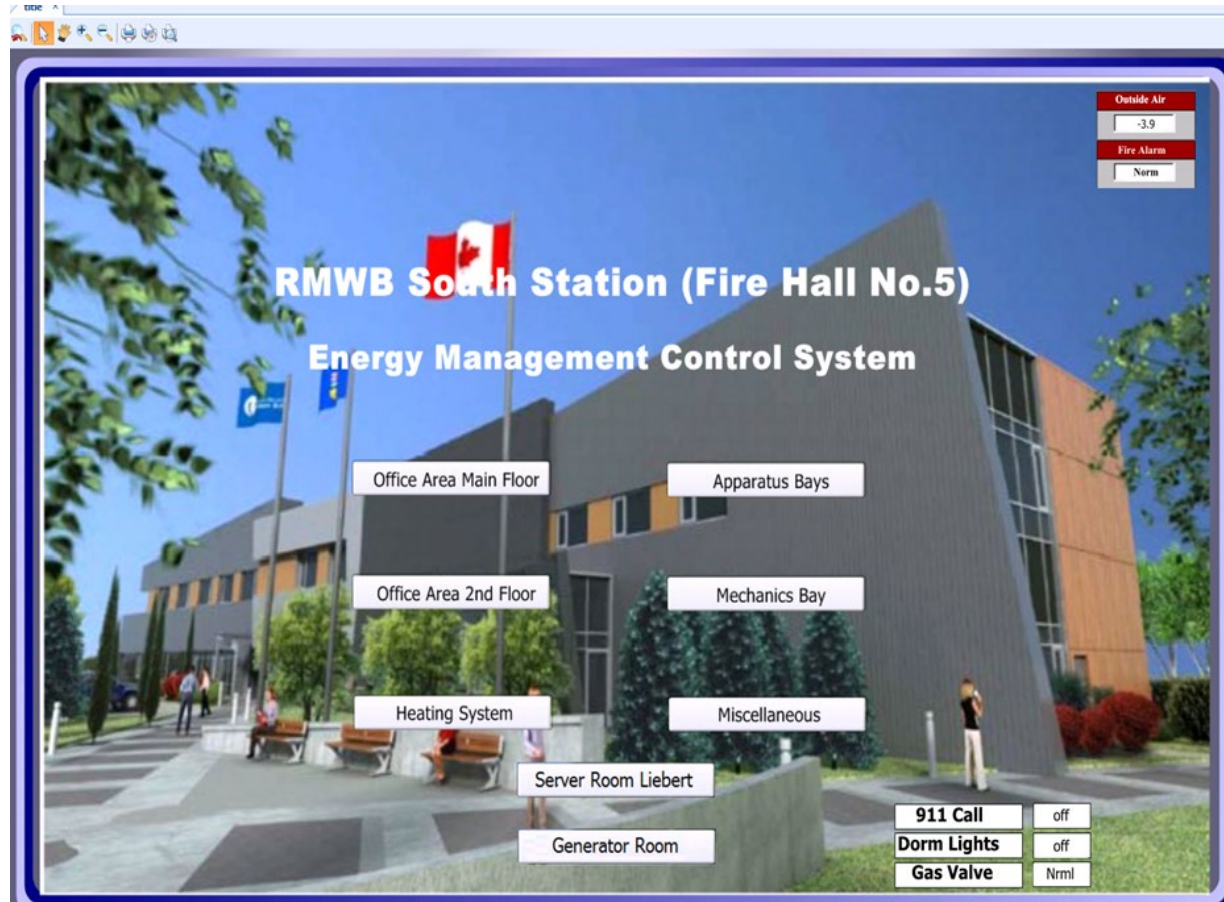 title ×
Outside Air
-3.9
Fire Alarm
Norm
RMWB South Station (Fire Hall No.5)
Energy Management Control System
Office Area Main Floor
Apparatus Bays
Office Area 2nd Floor
Mechanics Bay
Heating System
Miscellaneous
Server Room Liebert
Generator Room
911 Call off
Dorm Lights off
Gas Valve Nrml